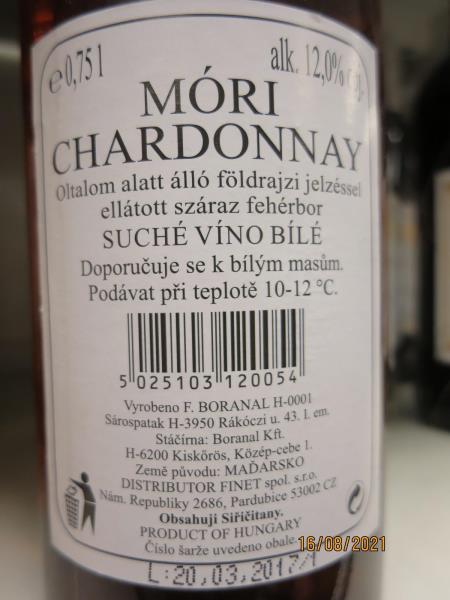 ℮0,75 l
alk. 12,0%
MÓRI
CHARDONNAY
Oltalom alatt álló földrajzi jelzéssel
ellátott száraz fehérbor
SUCHÉ VÍNO BÍLÉ
Doporučuje se k bílým masům.
Podávat při teplotě 10-12 °C.
5 025103 120054
Vyrobeno F. BORANAL H-0001
Sárospatak H-3950 Rákóczi u. 43. I. em.
Stáčírna: Boranal Kft.
H-6200 Kiskőrös, Közép-cebe 1.
Země původu: MAĎARSKO
DISTRIBUTOR FINET spol. s.r.o.
Nám. Republiky 2686, Pardubice 53002 CZ
Obsahuji Siřičitany.
PRODUCT OF HUNGARY
Číslo šarže uvedeno obale.
16/08/2021
L:20,03,2017/1